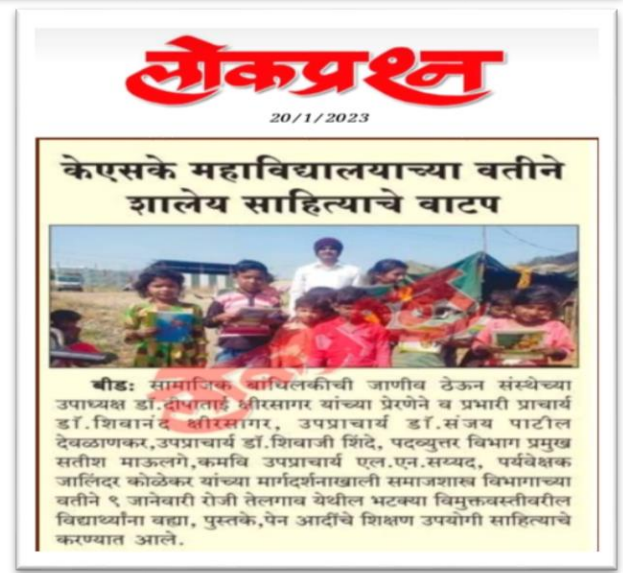 लोकप्रश्न
20/1/2023
केएसके महाविद्यालयाच्या वतीने
शालेय साहित्याचे वाटप
बीड: सामाजिक बांधिलकीची जाणीव ठेऊन संस्थेच्या
उपाध्यक्ष डॉ.दीपाताई क्षीरसागर यांच्या प्रेरणेने व प्रभारी प्राचार्य
डॉ.शिवानंद क्षीरसागर, उपप्राचार्य डॉ.संजय पाटील
देवळाणकर,उपप्राचार्य डॉ.शिवाजी शिंदे, पदव्युत्तर विभाग प्रमुख
सतीश माऊलगे,कमवि उपप्राचार्य एल.एन.सय्यद, पर्यवेक्षक
जालिंदर कोळेकर यांच्या मार्गदर्शनाखाली समाजशास्त्र विभागाच्या
वतीने ९ जानेवारी रोजी तेलगाव येथील भटक्या विमुक्तवस्तीवरील
विद्यार्थ्यांना वह्या, पुस्तके,पेन आदींचे शिक्षण उपयोगी साहित्याचे
करण्यात आले.